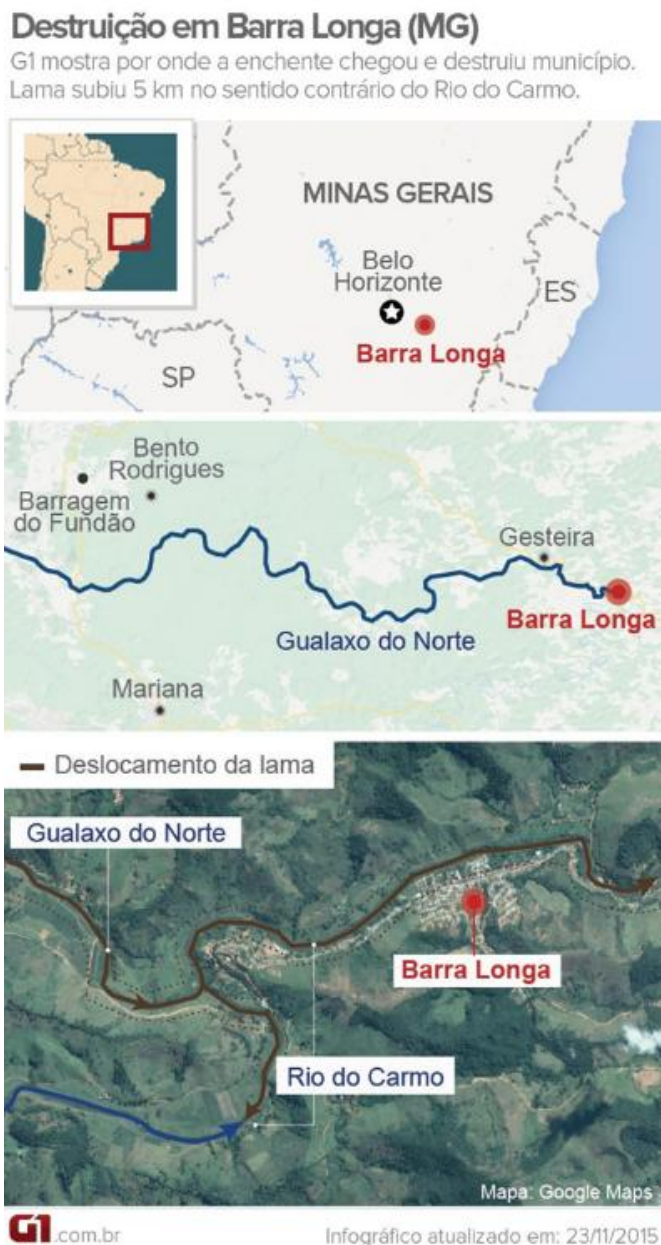 Destruição em Barra Longa (MG)
G1 mostra por onde a enchente chegou e destruiu município.
Lama subiu 5 km no sentido contrário do Rio do Carmo.
MINAS GERAIS
Belo
Horizonte
ES
Barra Longa
SP
Bento
Rodrigues
Barragem
do Fundão
Gesteira
Barra Longa
Gualaxo do Norte
Mariana
Deslocamento da lama
Gualaxo do Norte
Barra Longa
Rio do Carmo
Mapa: Google Maps
G1.com.br
Infográfico atualizado em: 23/11/2015